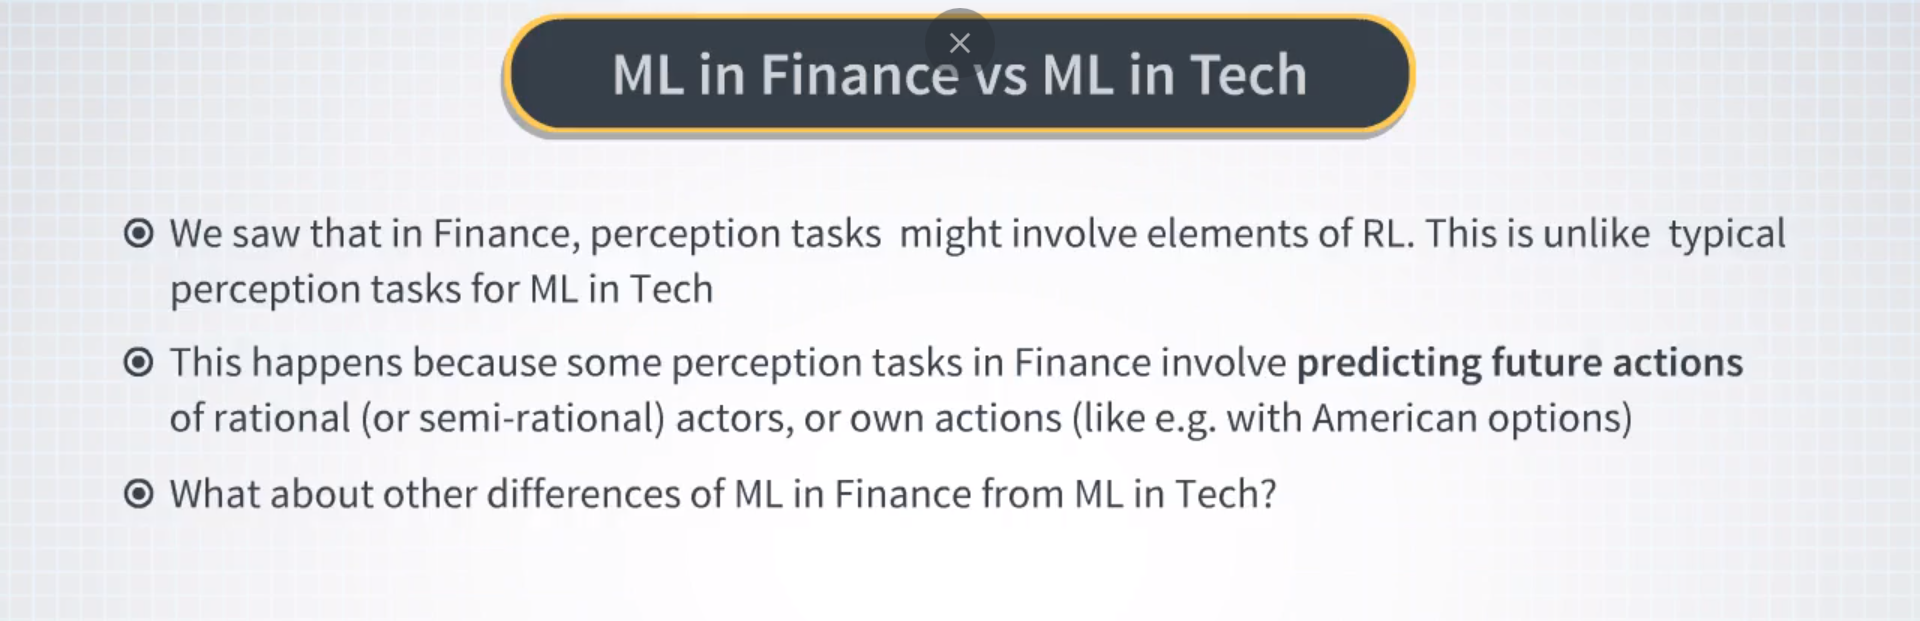 ML in Finance vs ML in Tech
We saw that in Finance, perception tasks might involve elements of RL. This is unlike typical
perception tasks for ML in Tech
This happens because some perception tasks in Finance involve predicting future actions
of rational (or semi-rational) actors, or own actions (like e.g. with American options)
What about other differences of ML in Finance from ML in Tech?